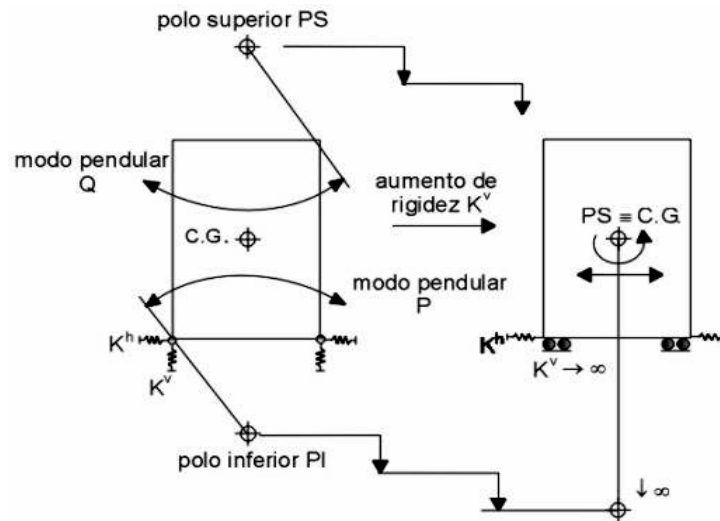 polo superior PS
modo pendular
Q
aumento de
rigidez K^v
PS ≡ C.G.
C.G.
modo pendular
P
K^h
K^v
K^h
K^v → ∞
polo inferior PI
↓ ∞